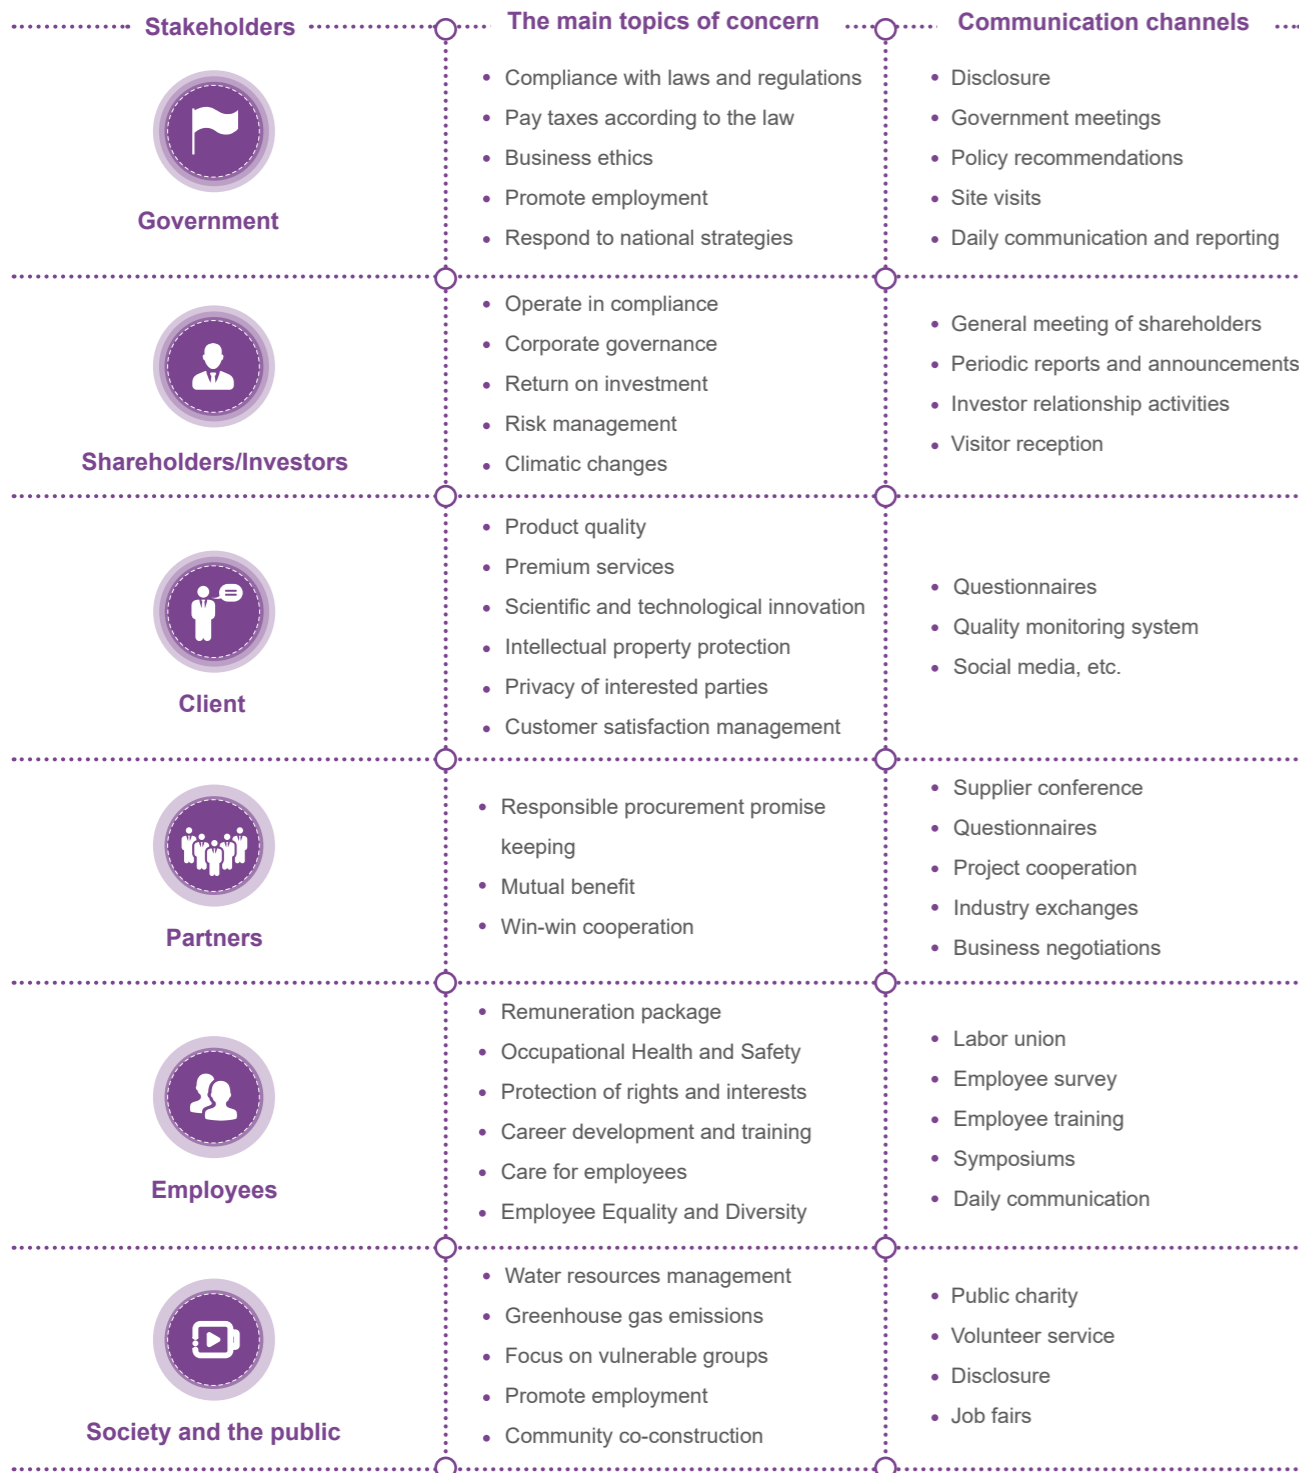 Stakeholders
The main topics of concern
Communication channels
Government
Compliance with laws and regulations
Pay taxes according to the law
Business ethics
Promote employment
Respond to national strategies
Disclosure
Government meetings
Policy recommendations
Site visits
Daily communication and reporting
Shareholders/Investors
Operate in compliance
Corporate governance
Return on investment
Risk management
Climatic changes
General meeting of shareholders
Periodic reports and announcements
Investor relationship activities
Visitor reception
Client
Product quality
Premium services
Scientific and technological innovation
Intellectual property protection
Privacy of interested parties
Customer satisfaction management
Questionnaires
Quality monitoring system
Social media, etc.
Partners
Responsible procurement promise
keeping
Mutual benefit
Win-win cooperation
Supplier conference
Questionnaires
Project cooperation
Industry exchanges
Business negotiations
Employees
Remuneration package
Occupational Health and Safety
Protection of rights and interests
Career development and training
Care for employees
Employee Equality and Diversity
Labor union
Employee survey
Employee training
Symposiums
Daily communication
Society and the public
Water resources management
Greenhouse gas emissions
Focus on vulnerable groups
Promote employment
Community co-construction
Public charity
Volunteer service
Disclosure
Job fairs